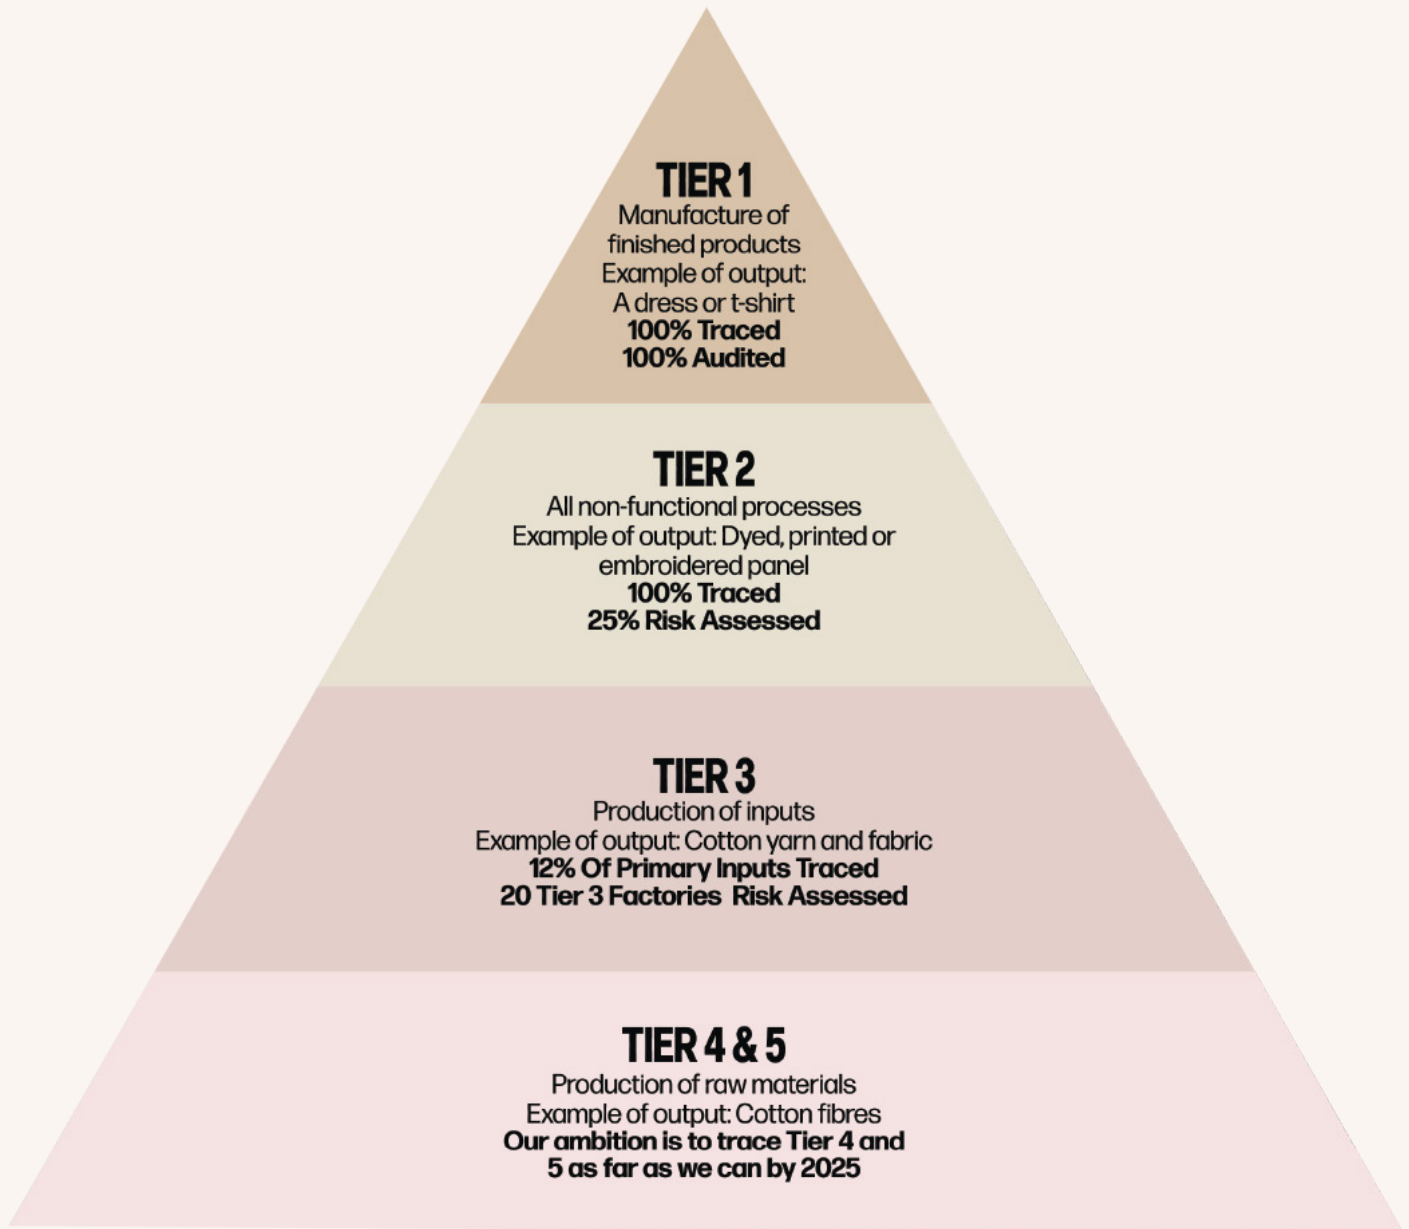 TIER 1
Manufacture of
finished products
Example of output:
A dress or t-shirt
100% Traced
100% Audited
TIER 2
All non-functional processes
Example of output: Dyed, printed or
embroidered panel
100% Traced
25% Risk Assessed
TIER 3
Production of inputs
Example of output: Cotton yarn and fabric
12% Of Primary Inputs Traced
20 Tier 3 Factories Risk Assessed
TIER 4 & 5
Production of raw materials
Example of output: Cotton fibres
Our ambition is to trace Tier 4 and
5 as far as we can by 2025